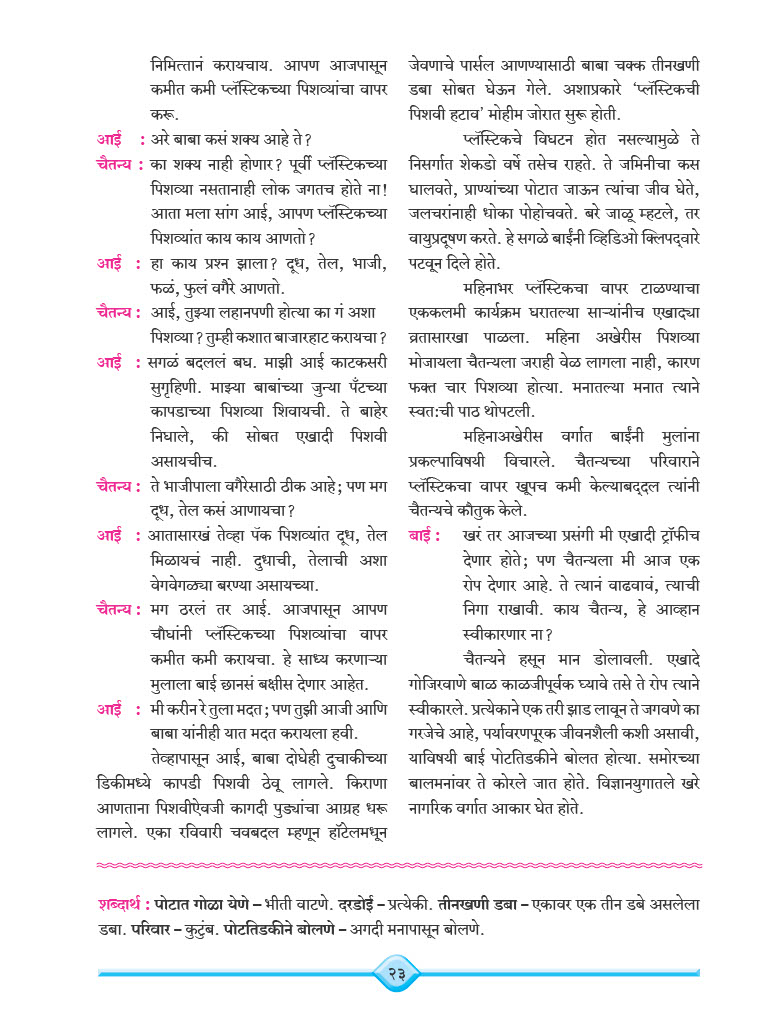 निमित्तानं करायचाय. आपण आजपासून
कमीत कमी प्लॅस्टिकच्या पिशव्यांचा वापर
करू.
आई : अरे बाबा कसं शक्य आहे ते?
चैतन्य : का शक्य नाही होणार? पूर्वी प्लॅस्टिकच्या
पिशव्या नसतानाही लोक जगतच होते ना!
आता मला सांग आई, आपण प्लॅस्टिकच्या
पिशव्यांत काय काय आणतो?
आई : हा काय प्रश्न झाला? दूध, तेल, भाजी,
फळं, फुलं वगैरे आणतो.
चैतन्य : आई, तुझ्या लहानपणी होत्या का गं अशा
पिशव्या? तुम्ही कशात बाजारहाट करायचा?
आई : सगळं बदललं बघ. माझी आई काटकसरी
सुगृहिणी. माझ्या बाबांच्या जुन्या पँटच्या
कापडाच्या पिशव्या शिवायची. ते बाहेर
निघाले, की सोबत एखादी पिशवी
असायचीच.
चैतन्य : ते भाजीपाला वगैरेसाठी ठीक आहे; पण मग
दूध, तेल कसं आणायचा?
आई : आतासारखं तेव्हा पॅक पिशव्यांत दूध, तेल
मिळायचं नाही. दुधाची, तेलाची अशा
वेगवेगळ्या बरण्या असायच्या.
चैतन्य : मग ठरलं तर आई. आजपासून आपण
चौघांनी प्लॅस्टिकच्या पिशव्यांचा वापर
कमीत कमी करायचा. हे साध्य करणाऱ्या
मुलाला बाई छानसं बक्षीस देणार आहेत.
आई : मी करीन रे तुला मदत; पण तुझी आजी आणि
बाबा यांनीही यात मदत करायला हवी.
तेव्हापासून आई, बाबा दोघेही दुचाकीच्या
डिकीमध्ये कापडी पिशवी ठेवू लागले. किराणा
आणताना पिशवीऐवजी कागदी पुड्यांचा आग्रह धरू
लागले. एका रविवारी चवबदल म्हणून हॉटेलमधून
जेवणाचे पार्सल आणण्यासाठी बाबा चक्क तीनखणी
डबा सोबत घेऊन गेले. अशाप्रकारे ‘प्लॅस्टिकची
पिशवी हटाव’ मोहीम जोरात सुरू होती.
प्लॅस्टिकचे विघटन होत नसल्यामुळे ते
निसर्गात शेकडो वर्षे तसेच राहते. ते जमिनीचा कस
घालवते, प्राण्यांच्या पोटात जाऊन त्यांचा जीव घेते,
जलचरांनाही धोका पोहोचवते. बरे जाळू म्हटले, तर
वायुप्रदूषण करते. हे सगळे बाईंनी व्हिडिओ क्लिपद्वारे
पटवून दिले होते.
महिनाभर प्लॅस्टिकचा वापर टाळण्याचा
एककलमी कार्यक्रम घरातल्या साऱ्यांनीच एखाद्या
व्रतासारखा पाळला. महिना अखेरीस पिशव्या
मोजायला चैतन्यला जराही वेळ लागला नाही, कारण
फक्त चार पिशव्या होत्या. मनातल्या मनात त्याने
स्वत:ची पाठ थोपटली.
महिनाअखेरीस वर्गात बाईंनी मुलांना
प्रकल्पाविषयी विचारले. चैतन्यच्या परिवाराने
प्लॅस्टिकचा वापर खूपच कमी केल्याबद्दल त्यांनी
चैतन्यचे कौतुक केले.
बाई : खरं तर आजच्या प्रसंगी मी एखादी ट्रॉफीच
देणार होते; पण चैतन्यला मी आज एक
रोप देणार आहे. ते त्यानं वाढवावं, त्याची
निगा राखावी. काय चैतन्य, हे आव्हान
स्वीकारणार ना?
चैतन्यने हसून मान डोलावली. एखादे
गोजिरवाणे बाळ काळजीपूर्वक घ्यावे तसे ते रोप त्याने
स्वीकारले. प्रत्येकाने एक तरी झाड लावून ते जगवणे का
गरजेचे आहे, पर्यावरणपूरक जीवनशैली कशी असावी,
याविषयी बाई पोटतिडकीने बोलत होत्या. समोरच्या
बालमनांवर ते कोरले जात होते. विज्ञानयुगातले खरे
नागरिक वर्गात आकार घेत होते.
शब्दार्थ : पोटात गोळा येणे – भीती वाटणे. दरडोई – प्रत्येकी. तीनखणी डबा – एकावर एक तीन डबे असलेला
डबा. परिवार – कुटुंब. पोटतिडकीने बोलणे – अगदी मनापासून बोलणे.
२३